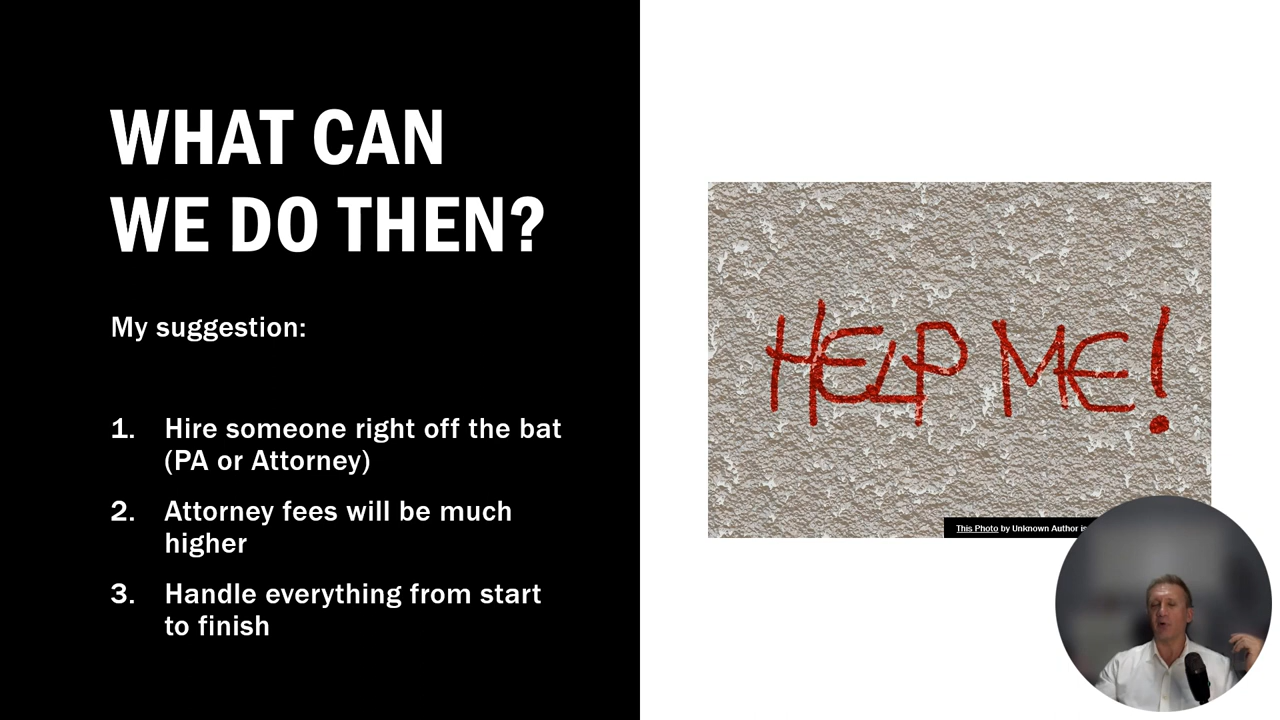 WHAT CAN
WE DO THEN?
My suggestion:
1. Hire someone right off the bat
(PA or Attorney)
2. Attorney fees will be much
higher
3. Handle everything from start
to finish
HELP ME!
This Photo by Unknown Author is